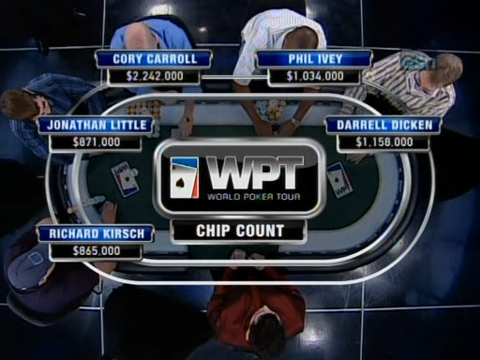 CORY CARROLL
$2,242,000
PHIL IVEY
$1,034,000
JONATHAN LITTLE
$871,000
DARRELL DICKEN
$1,158,000
WPT
WORLD POKER TOUR
CHIP COUNT
RICHARD KIRSCH
$865,000